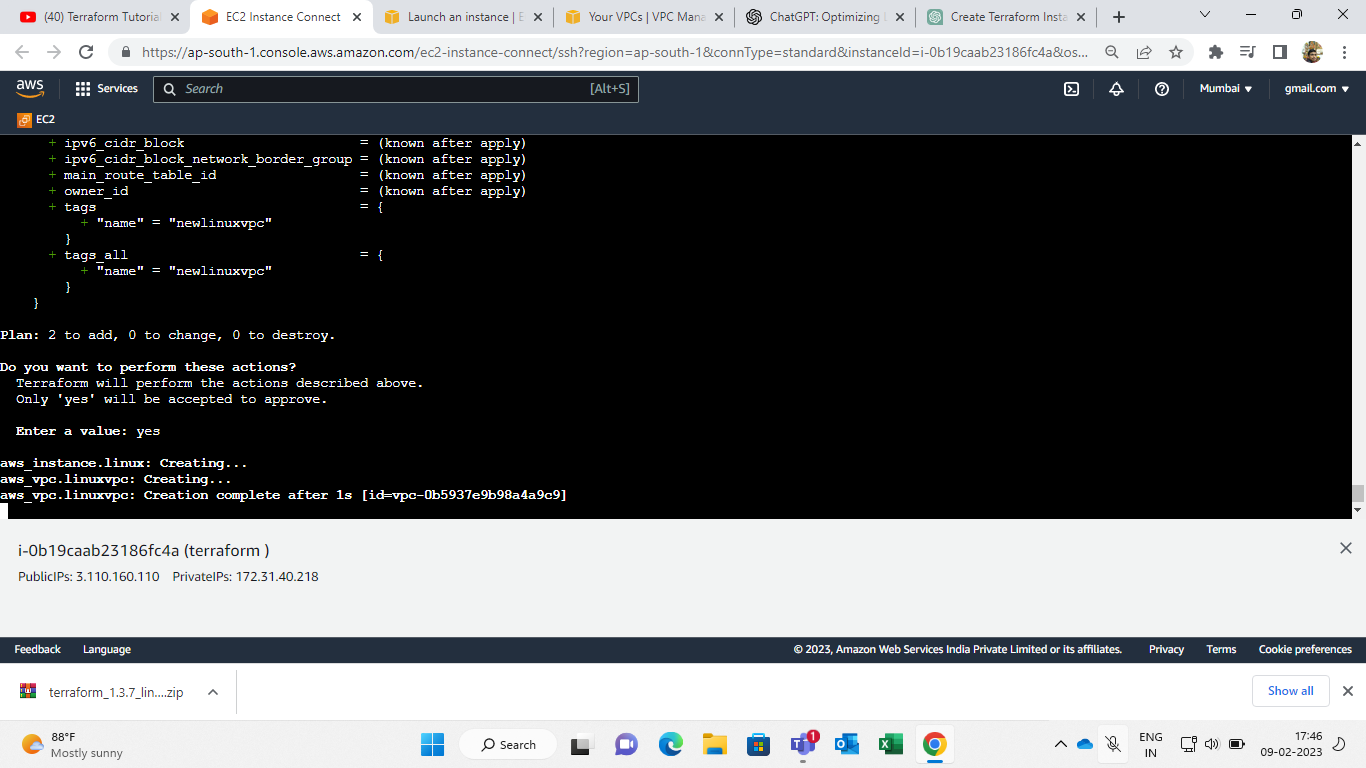 (40) Terraform Tutorial
EC2 Instance Connect
Launch an instance | E
Your VPCs | VPC Mana
ChatGPT: Optimizing
Create Terraform Insta
https://ap-south-1.console.aws.amazon.com/ec2-instance-connect/ssh?region=ap-south-1&connType=standard&instanceId=i-0b19caab23186fc4a&os...
aws
Services
Search
[Alt+S]
Mumbai ▼
gmail.com ▼
EC2
+ ipv6_cidr_block = (known after apply)
+ ipv6_cidr_block_network_border_group = (known after apply)
+ main_route_table_id = (known after apply)
+ owner_id = (known after apply)
+ tags = {
+ "name" = "newlinuxvpc"
}
+ tags_all = {
+ "name" = "newlinuxvpc"
}
}
Plan: 2 to add, 0 to change, 0 to destroy.
Do you want to perform these actions?
Terraform will perform the actions described above.
Only 'yes' will be accepted to approve.
Enter a value: yes
aws_instance.linux: Creating...
aws_vpc.linuxvpc: Creating...
aws_vpc.linuxvpc: Creation complete after 1s [id=vpc-0b5937e9b98a4a9c9]
i-0b19caab23186fc4a (terraform )
PublicIPs: 3.110.160.110 PrivateIPs: 172.31.40.218
Feedback Language
© 2023, Amazon Web Services India Private Limited or its affiliates. Privacy Terms Cookie preferences
terraform_1.3.7_lin....zip
Show all
88°F
Mostly sunny
Search
1
ENG
IN
17:46
09-02-2023